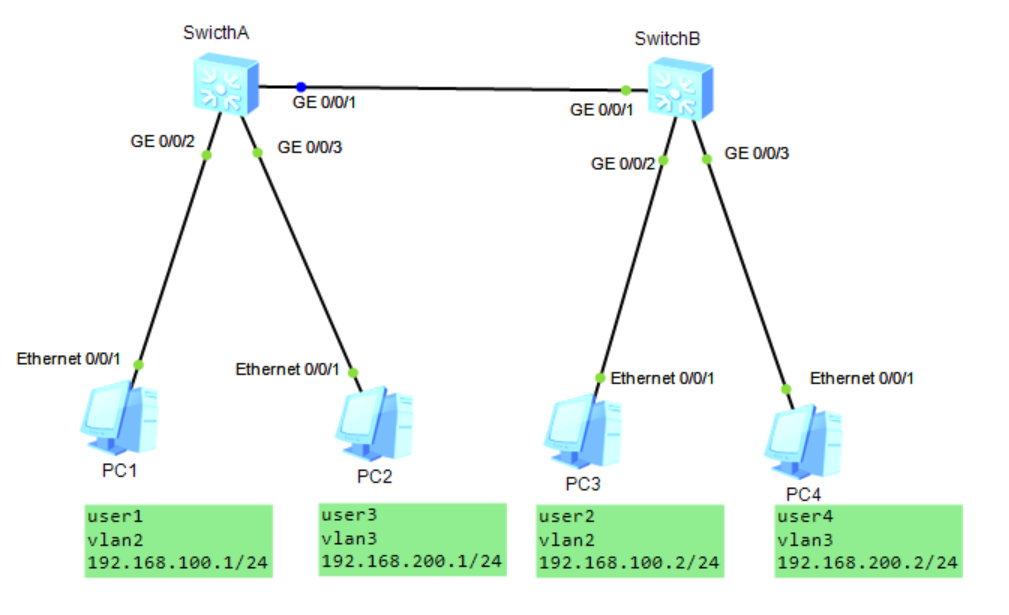 SwicthA
SwitchB
GE 0/0/1
GE 0/0/1
GE 0/0/2
GE 0/0/3
GE 0/0/2
GE 0/0/3
Ethernet 0/0/1
Ethernet 0/0/1
Ethernet 0/0/1
Ethernet 0/0/1
PC1
PC2
PC3
PC4
user1
vlan2
192.168.100.1/24
user3
vlan3
192.168.200.1/24
user2
vlan2
192.168.100.2/24
user4
vlan3
192.168.200.2/24